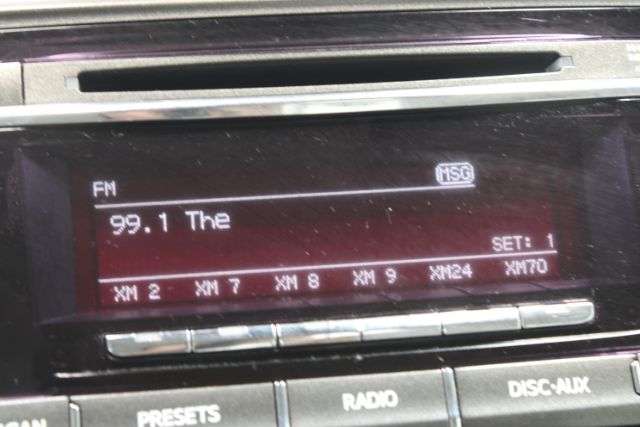 FM MSG
99.1 The
SET: 1
XM 2 XM 7 XM 8 XM 9 XM24 XM70
PRESETS RADIO DISC-AUX